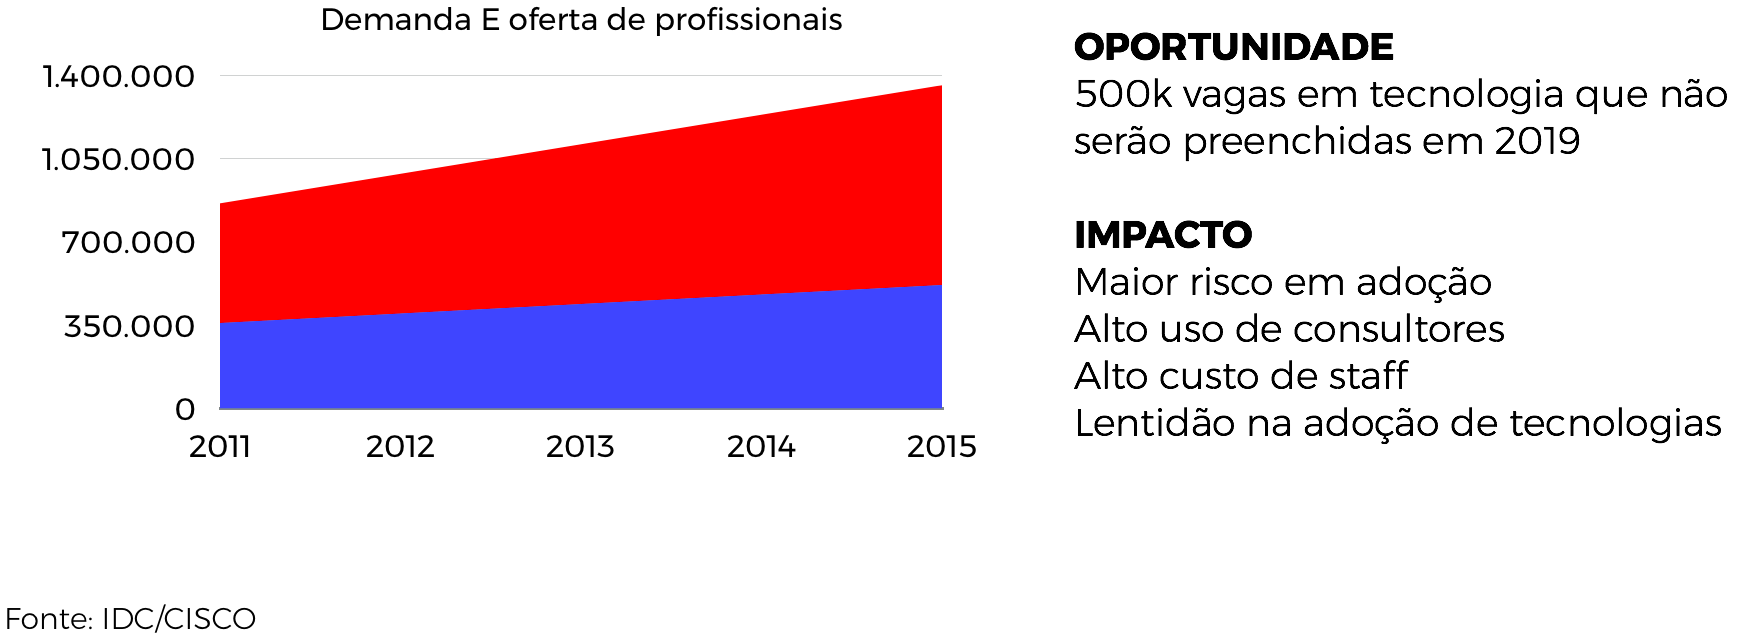 Demanda E oferta de profissionais
1.400.000
1.050.000
700.000
350.000
0
2011
2012
2013
2014
2015
OPORTUNIDADE
500k vagas em tecnologia que não
serão preenchidas em 2019
IMPACTO
Maior risco em adoção
Alto uso de consultores
Alto custo de staff
Lentidão na adoção de tecnologias
Fonte: IDC/CISCO